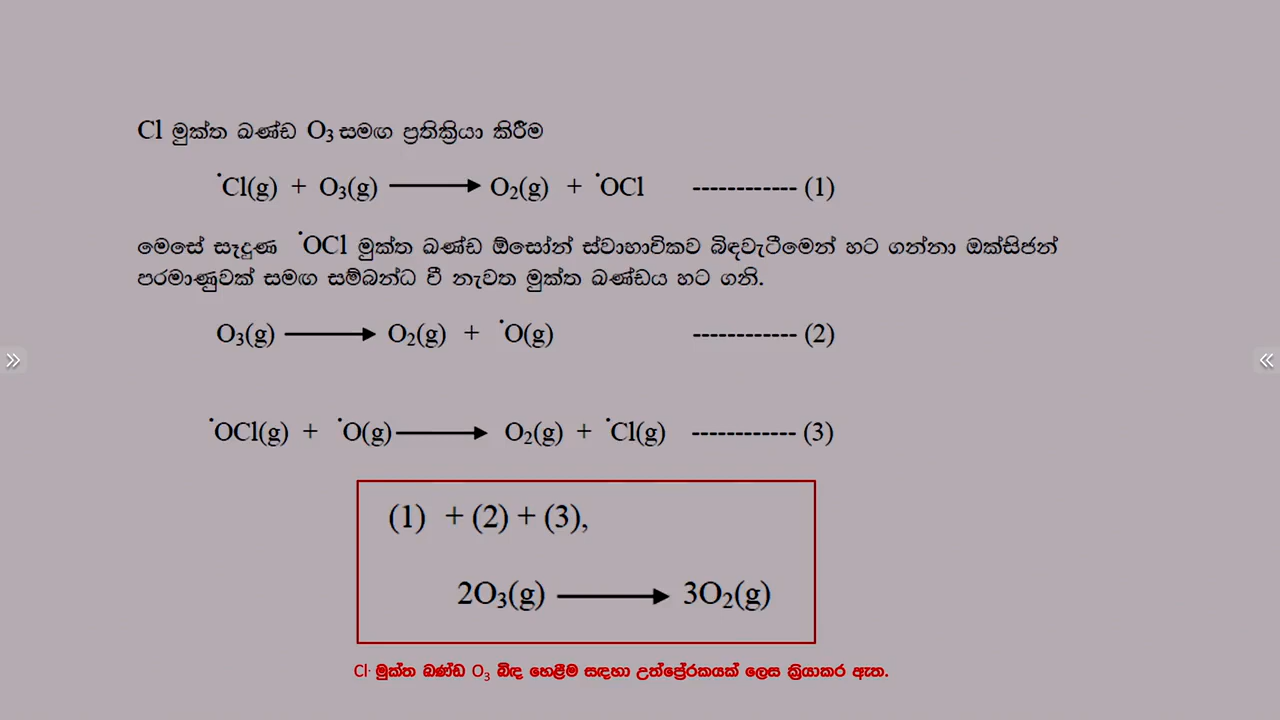 Cl මුක්ත ඛණ්ඩ O₃ සමඟ ප්‍රතික්‍රියා කිරීම
˙Cl(g) + O₃(g) ⟶ O₂(g) + ˙OCl ------------ (1)
මෙසේ සෑදුණ ˙OCl මුක්ත ඛණ්ඩ ඕසෝන් ස්වාභාවිකව බිඳවැටීමෙන් හට ගන්නා ඔක්සිජන්
පරමාණුවක් සමඟ සම්බන්ධ වී නැවත මුක්ත ඛණ්ඩය හට ගනි.
O₃(g) ⟶ O₂(g) + ˙O(g) ------------ (2)
˙OCl(g) + ˙O(g) ⟶ O₂(g) + ˙Cl(g) ------------ (3)
(1) + (2) + (3),
2O₃(g) ⟶ 3O₂(g)
Cl· මුක්ත ඛණ්ඩ O₃ බිඳ හෙළීම සඳහා උත්ප්‍රේරකයක් ලෙස ක්‍රියාකර ඇත.